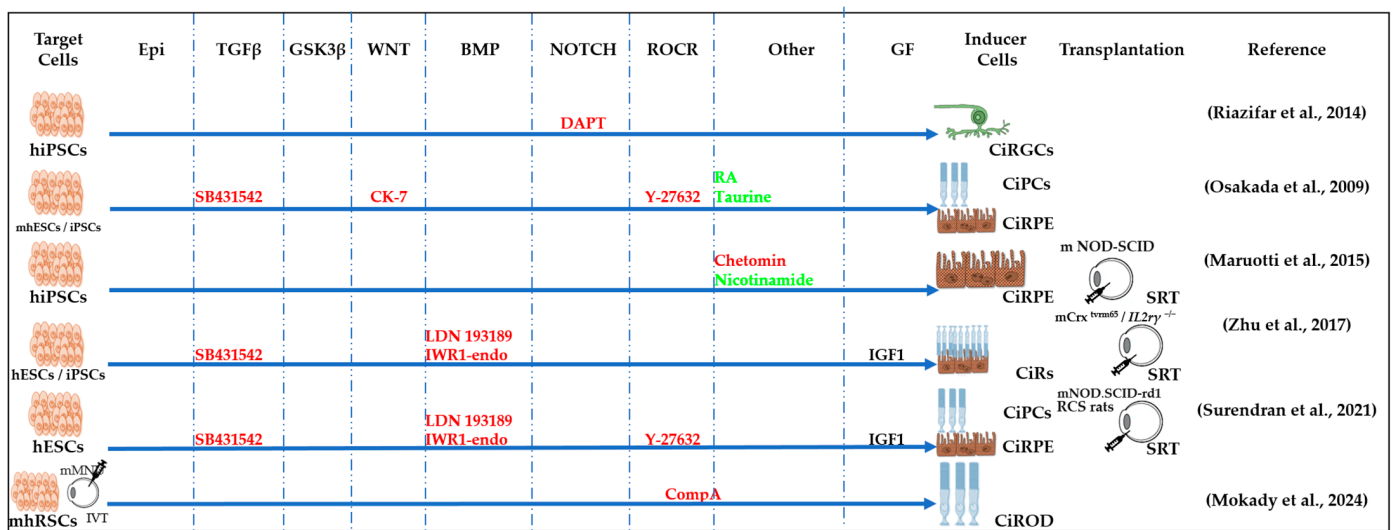 Target Cells
Epi
TGFβ
GSK3β
WNT
BMP
NOTCH
ROCR
Other
GF
Inducer Cells
Transplantation
Reference
hiPSCs
DAPT
CiRGCs
(Riazifar et al., 2014)
mhESCs / iPSCs
SB431542
CK-7
Y-27632
RA
Taurine
CiPCs
CiRPE
(Osakada et al., 2009)
hiPSCs
Chetomin
Nicotinamide
CiRPE
m NOD-SCID
SRT
(Maruotti et al., 2015)
hESCs / iPSCs
SB431542
LDN 193189
IWR1-endo
IGF1
CiRs
mCrx tvrm65 / IL2rγ −/−
SRT
(Zhu et al., 2017)
hESCs
SB431542
LDN 193189
IWR1-endo
Y-27632
IGF1
CiPCs
CiRPE
mNOD.SCID-rd1
RCS rats
SRT
(Surendran et al., 2021)
mhRSCs
IVT
CompA
CiROD
(Mokady et al., 2024)